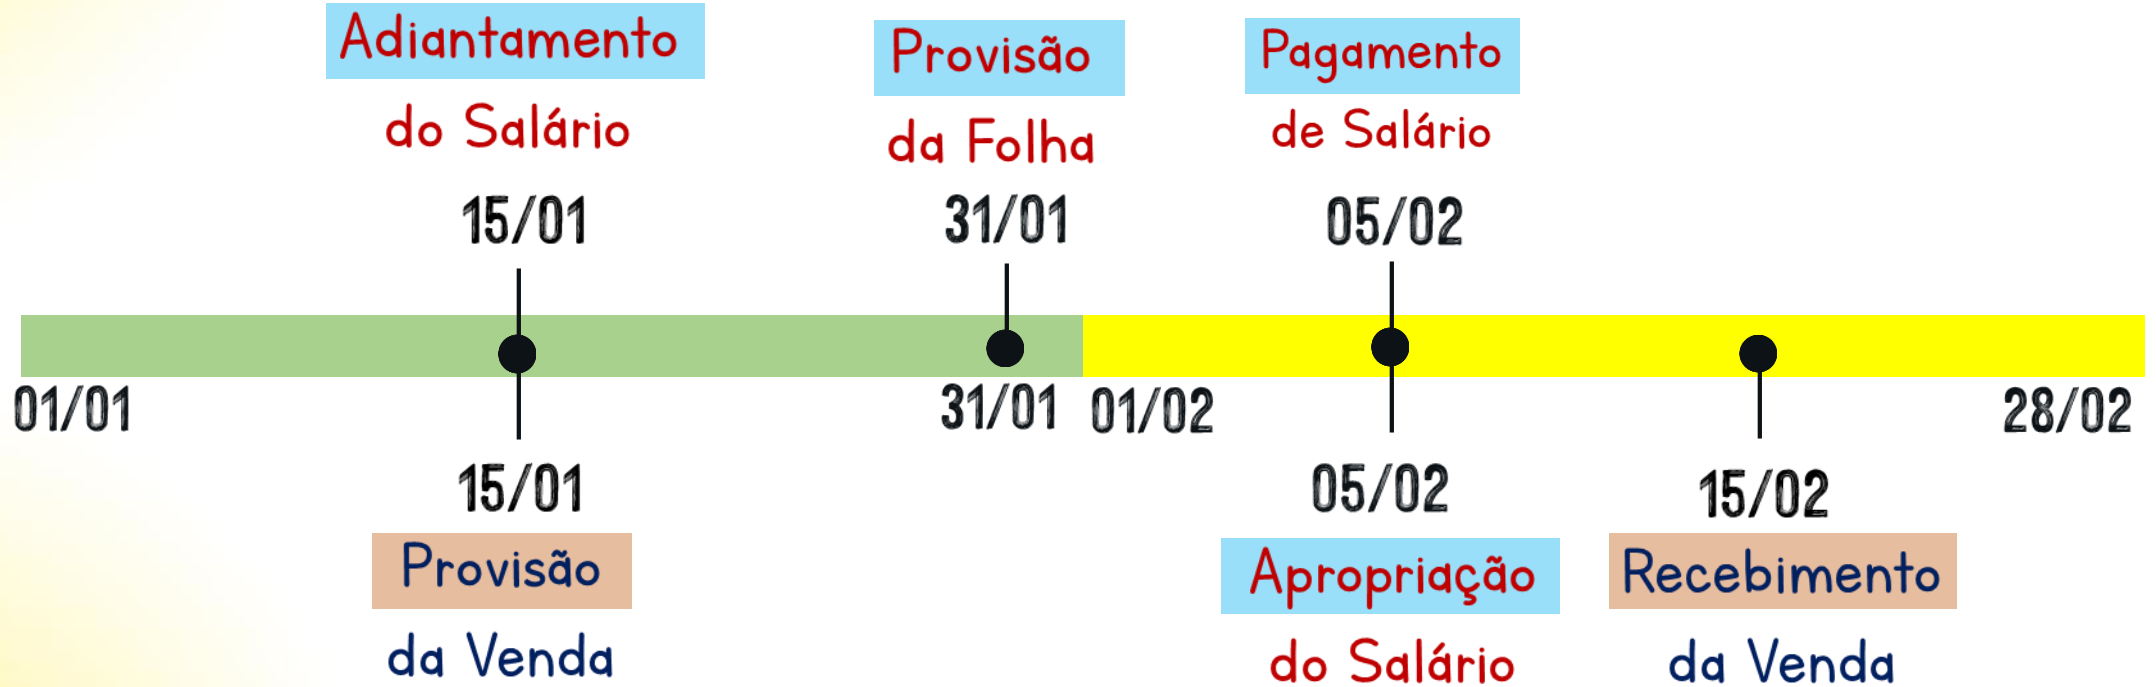 Adiantamento
do Salário
15/01
Provisão
da Folha
31/01
Pagamento
de Salário
05/02
01/01
31/01
01/02
28/02
15/01
Provisão
da Venda
05/02
Apropriação
do Salário
15/02
Recebimento
da Venda